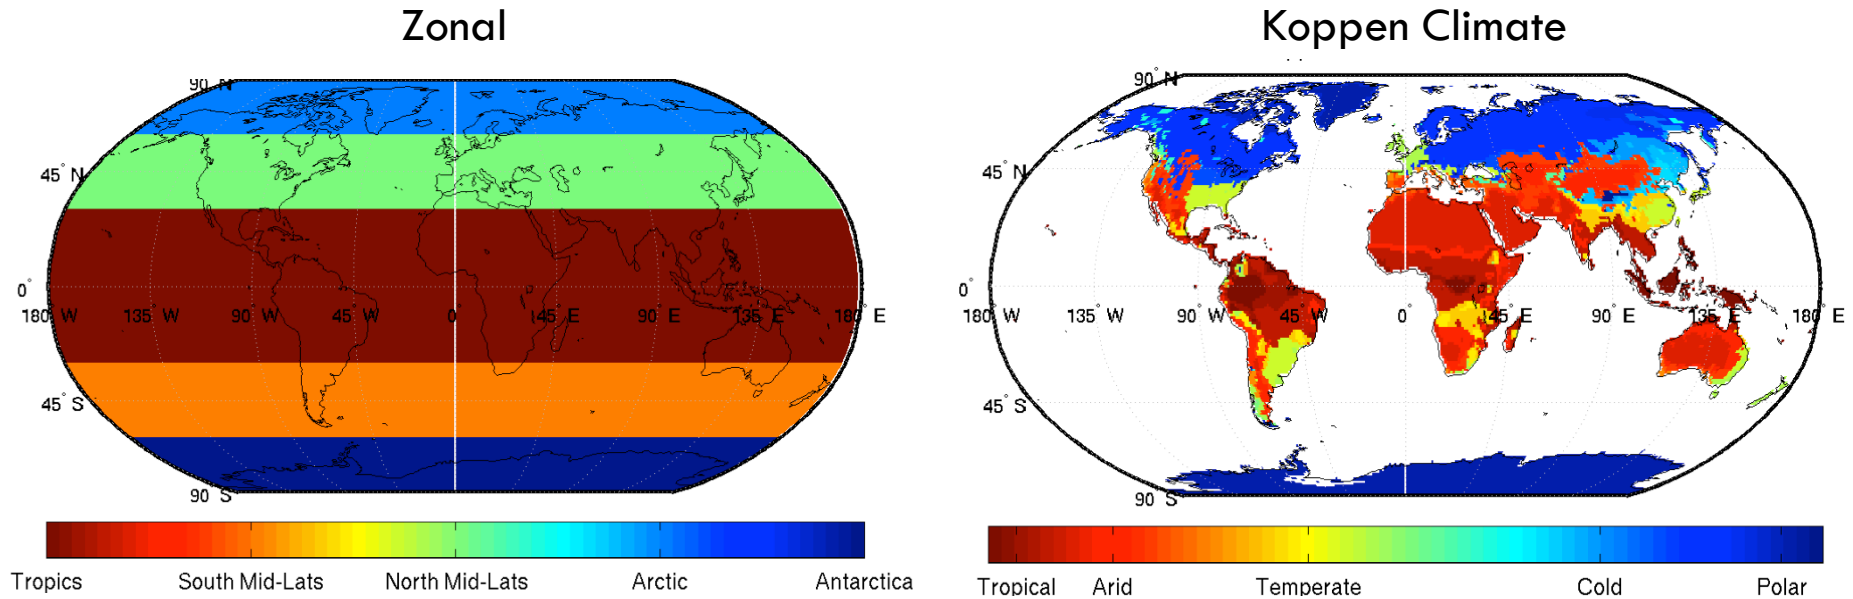 Zonal
90° N
45° N
0°
180° W 135° W 90° W 45° W 0° 45° E 90° E 135° E 180° E
45° S
90° S
Tropics South Mid-Lats North Mid-Lats Arctic Antarctica
Koppen Climate
90° N
45° N
0°
180° W 135° W 90° W 45° W 0° 45° E 90° E 135° E 180° E
45° S
90° S
Tropical Arid Temperate Cold Polar